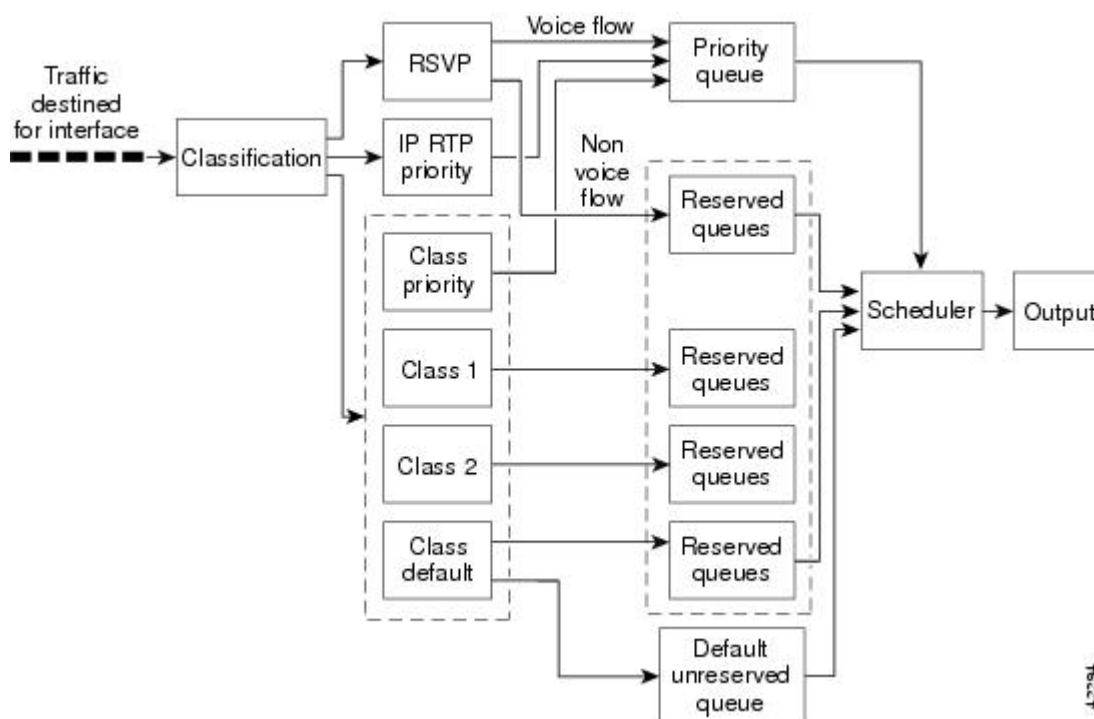 Traffic
destined
for interface
Classification
RSVP
Voice flow
Priority
queue
IP RTP
priority
Non
voice
flow
Reserved
queues
Class
priority
Scheduler
Output
Class 1
Reserved
queues
Class 2
Reserved
queues
Class
default
Reserved
queues
Default
unreserved
queue